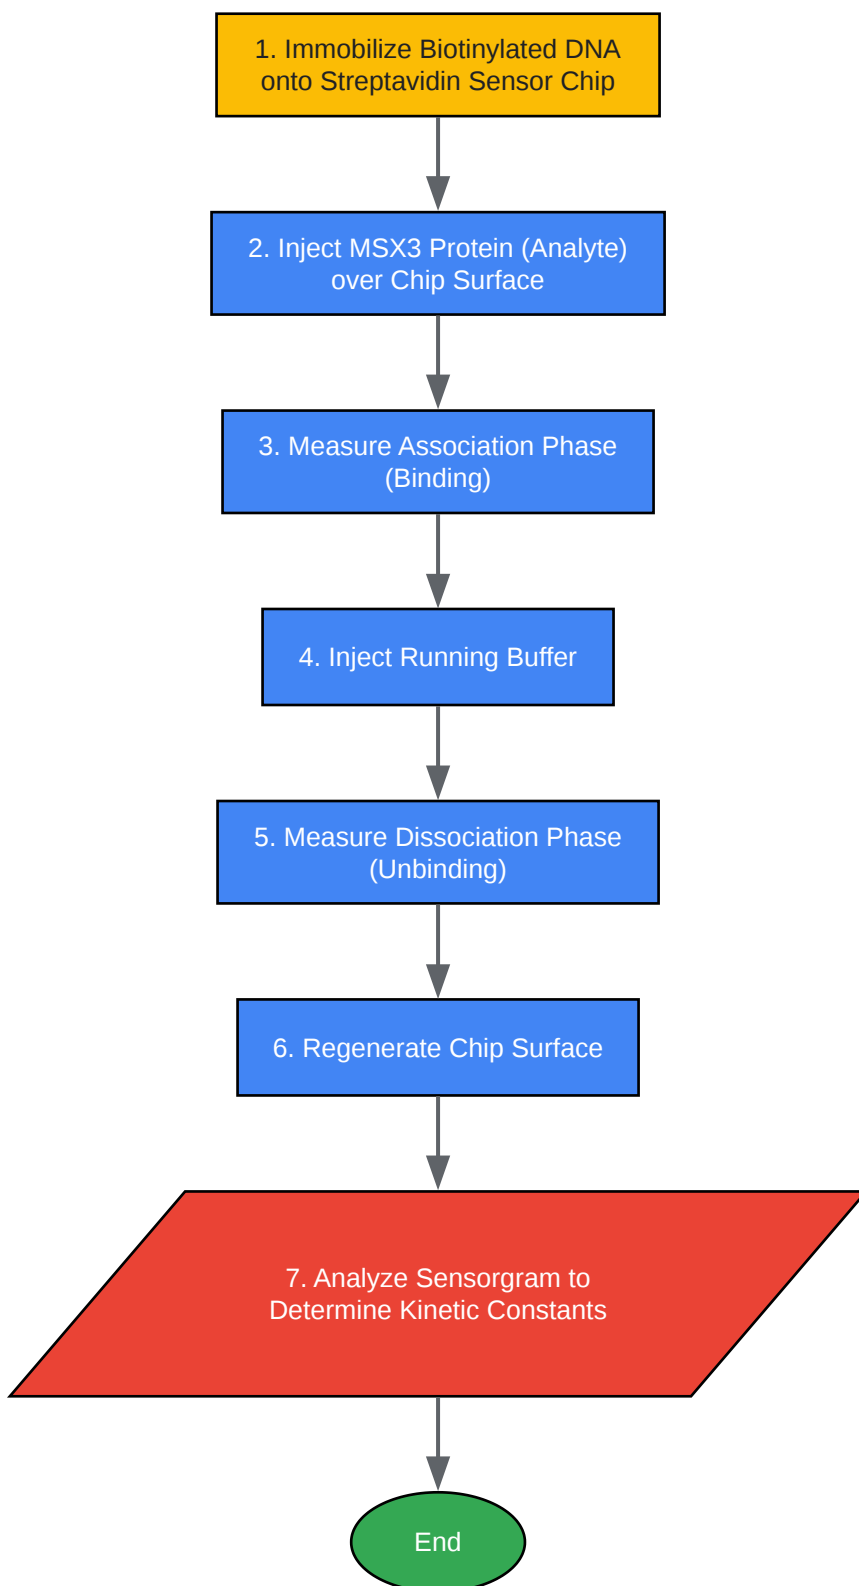 1. Immobilize Biotinylated DNA
onto Streptavidin Sensor Chip
2. Inject MSX3 Protein (Analyte)
over Chip Surface
3. Measure Association Phase
(Binding)
4. Inject Running Buffer
5. Measure Dissociation Phase
(Unbinding)
6. Regenerate Chip Surface
7. Analyze Sensorgram to
Determine Kinetic Constants
End